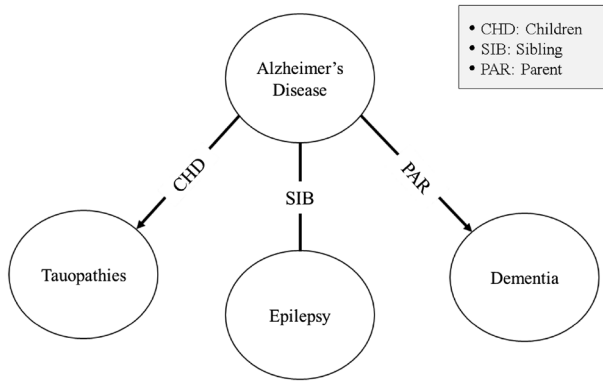 • CHD: Children
• SIB: Sibling
• PAR: Parent
Alzheimer's
Disease
CHD
SIB
PAR
Tauopathies
Epilepsy
Dementia